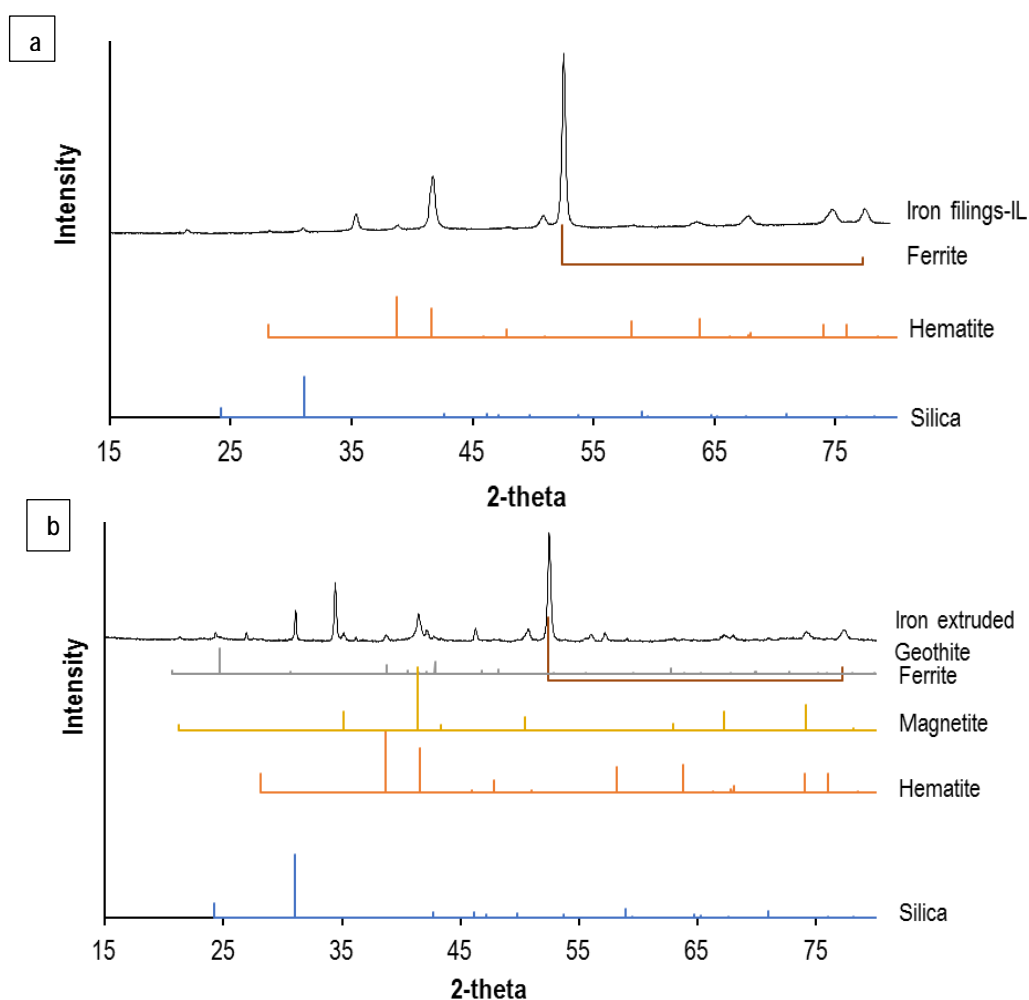 a
Intensity
Iron filings-IL
Ferrite
Hematite
Silica
15 25 35 45 55 65 75
2-theta
b
Intensity
Iron extruded
Geothite
Ferrite
Magnetite
Hematite
Silica
15 25 35 45 55 65 75
2-theta